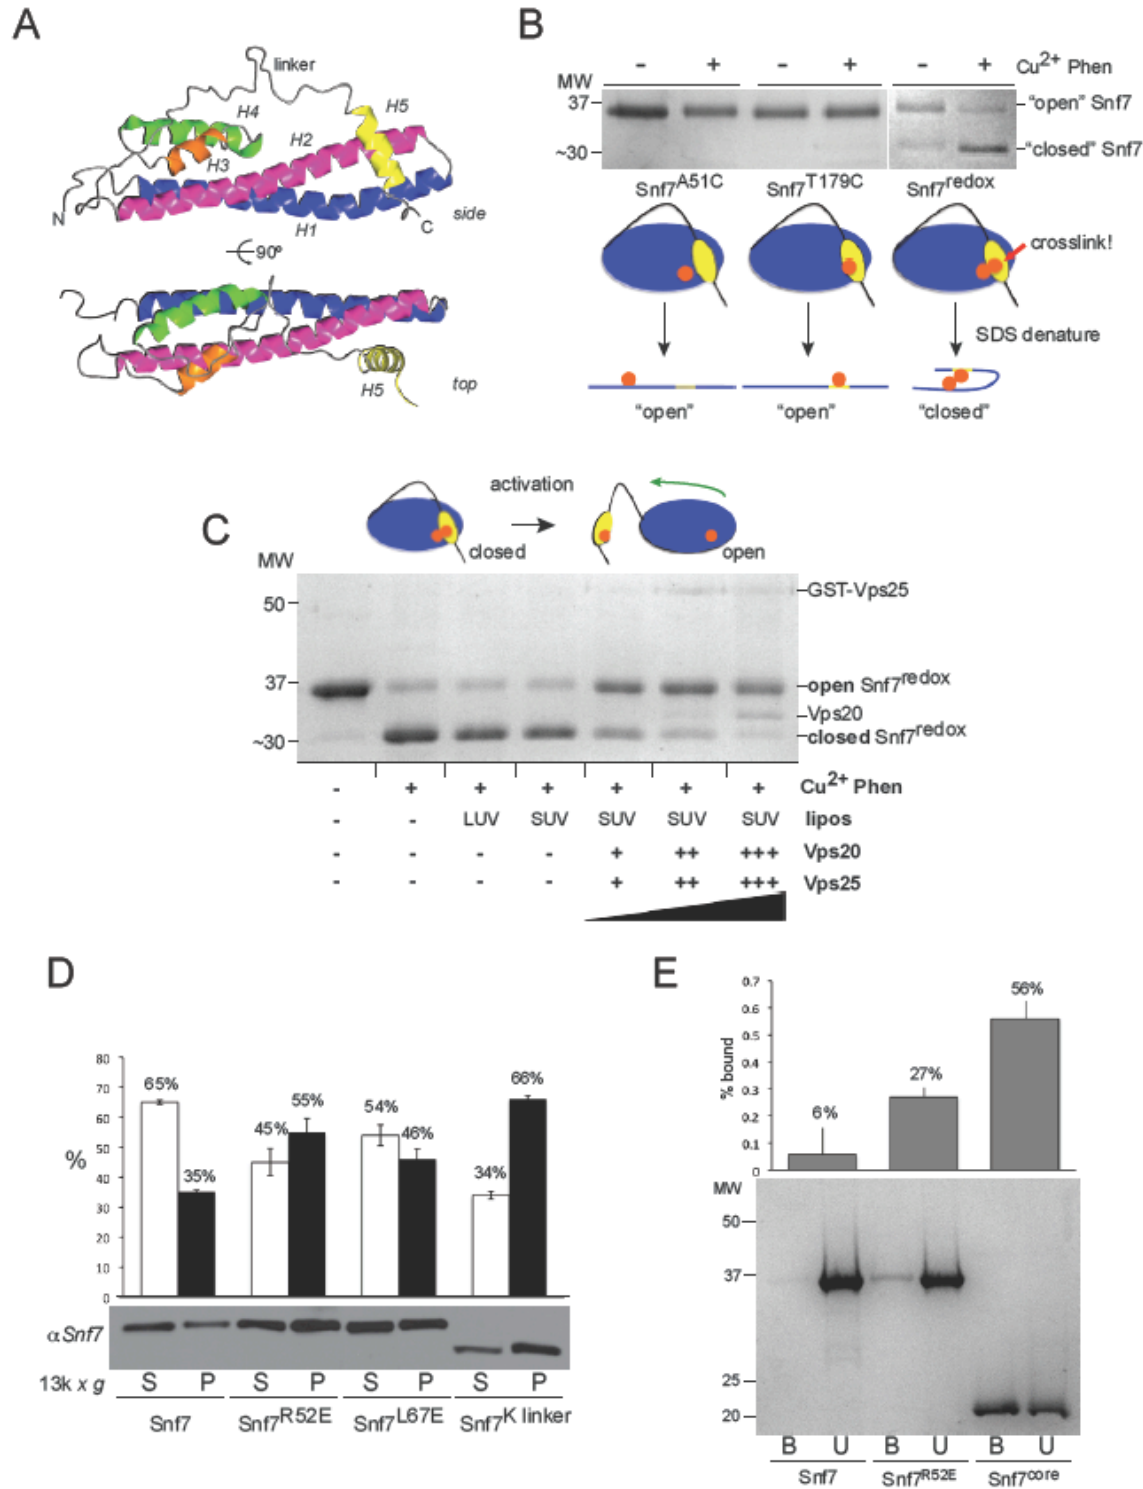 A
linker
H4
H5
H2
H3
N
H1
C
side
90º
H5
top
B
- + - + - + Cu2+ Phen
MW
37
"open" Snf7
~30
"closed" Snf7
Snf7A51C Snf7T179C Snf7redox
crosslink!
SDS denature
"open" "open" "closed"
C
activation
closed
open
MW
GST-Vps25
50
37
open Snf7redox
Vps20
~30
closed Snf7redox
- + + + + + + Cu2+ Phen
- - LUV SUV SUV SUV SUV lipos
- - - - + ++ +++ Vps20
- - - - + ++ +++ Vps25
D
80
70
60
50
40
30
20
10
0
%
65% 35% 45% 55% 54% 46% 34% 66%
αSnf7
13k x g S P S P S P S P
Snf7 Snf7R52E Snf7L67E Snf7K linker
E
0.7
0.6
0.5
0.4
0.3
0.2
0.1
0
% bound
6% 27% 56%
MW
50
37
25
20
B U B U B U
Snf7 Snf7R52E Snf7core